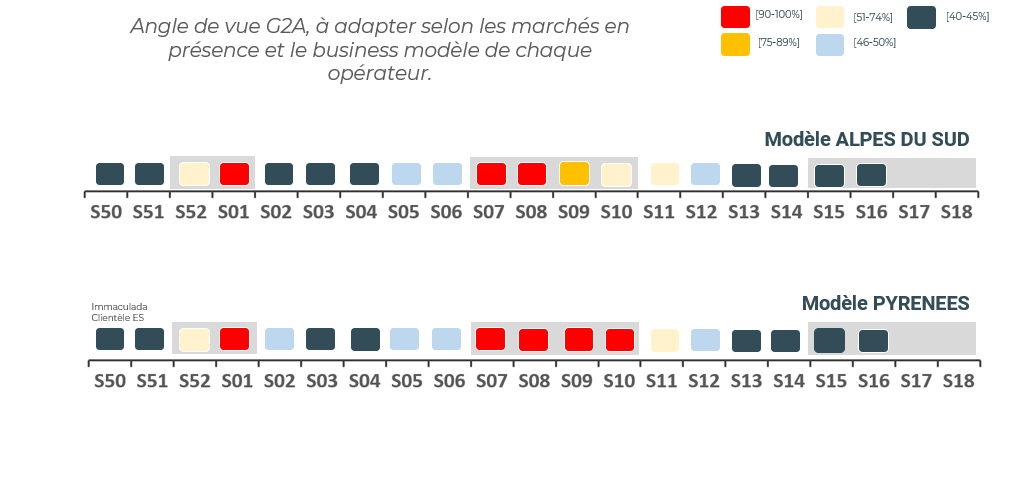 Angle de vue G2A, à adapter selon les marchés en
présence et le business modèle de chaque
opérateur.
[90-100%] [51-74%] [40-45%]
[75-89%] [46-50%]
Modèle ALPES DU SUD
S50 S51 S52 S01 S02 S03 S04 S05 S06 S07 S08 S09 S10 S11 S12 S13 S14 S15 S16 S17 S18
Modèle PYRENEES
Immaculada
Clientèle ES
S50 S51 S52 S01 S02 S03 S04 S05 S06 S07 S08 S09 S10 S11 S12 S13 S14 S15 S16 S17 S18